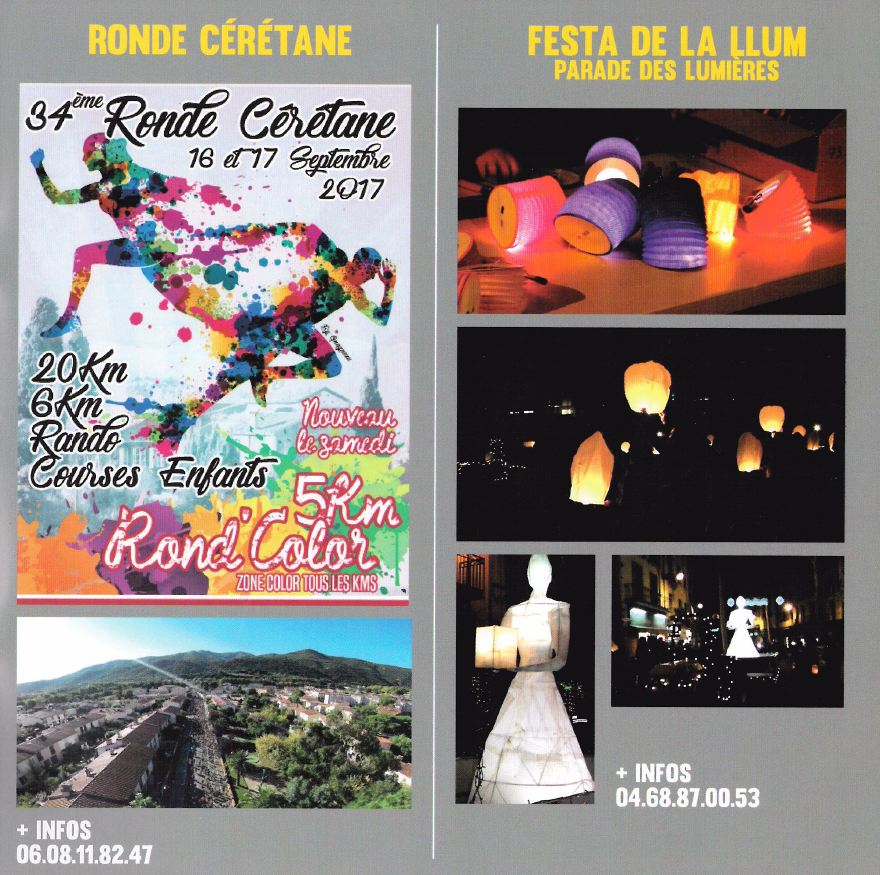 RONDE CÉRÉTANE
34ème Ronde Cérétane
16 et 17 Septembre
2017
20Km
6Km
Rando
Courses Enfants
Nouveau
le samedi
5Km
Rond'Color
ZONE COLOR TOUS LES KMS
+ INFOS
06.08.11.82.47
FESTA DE LA LLUM
PARADE DES LUMIÈRES
+ INFOS
04.68.87.00.53